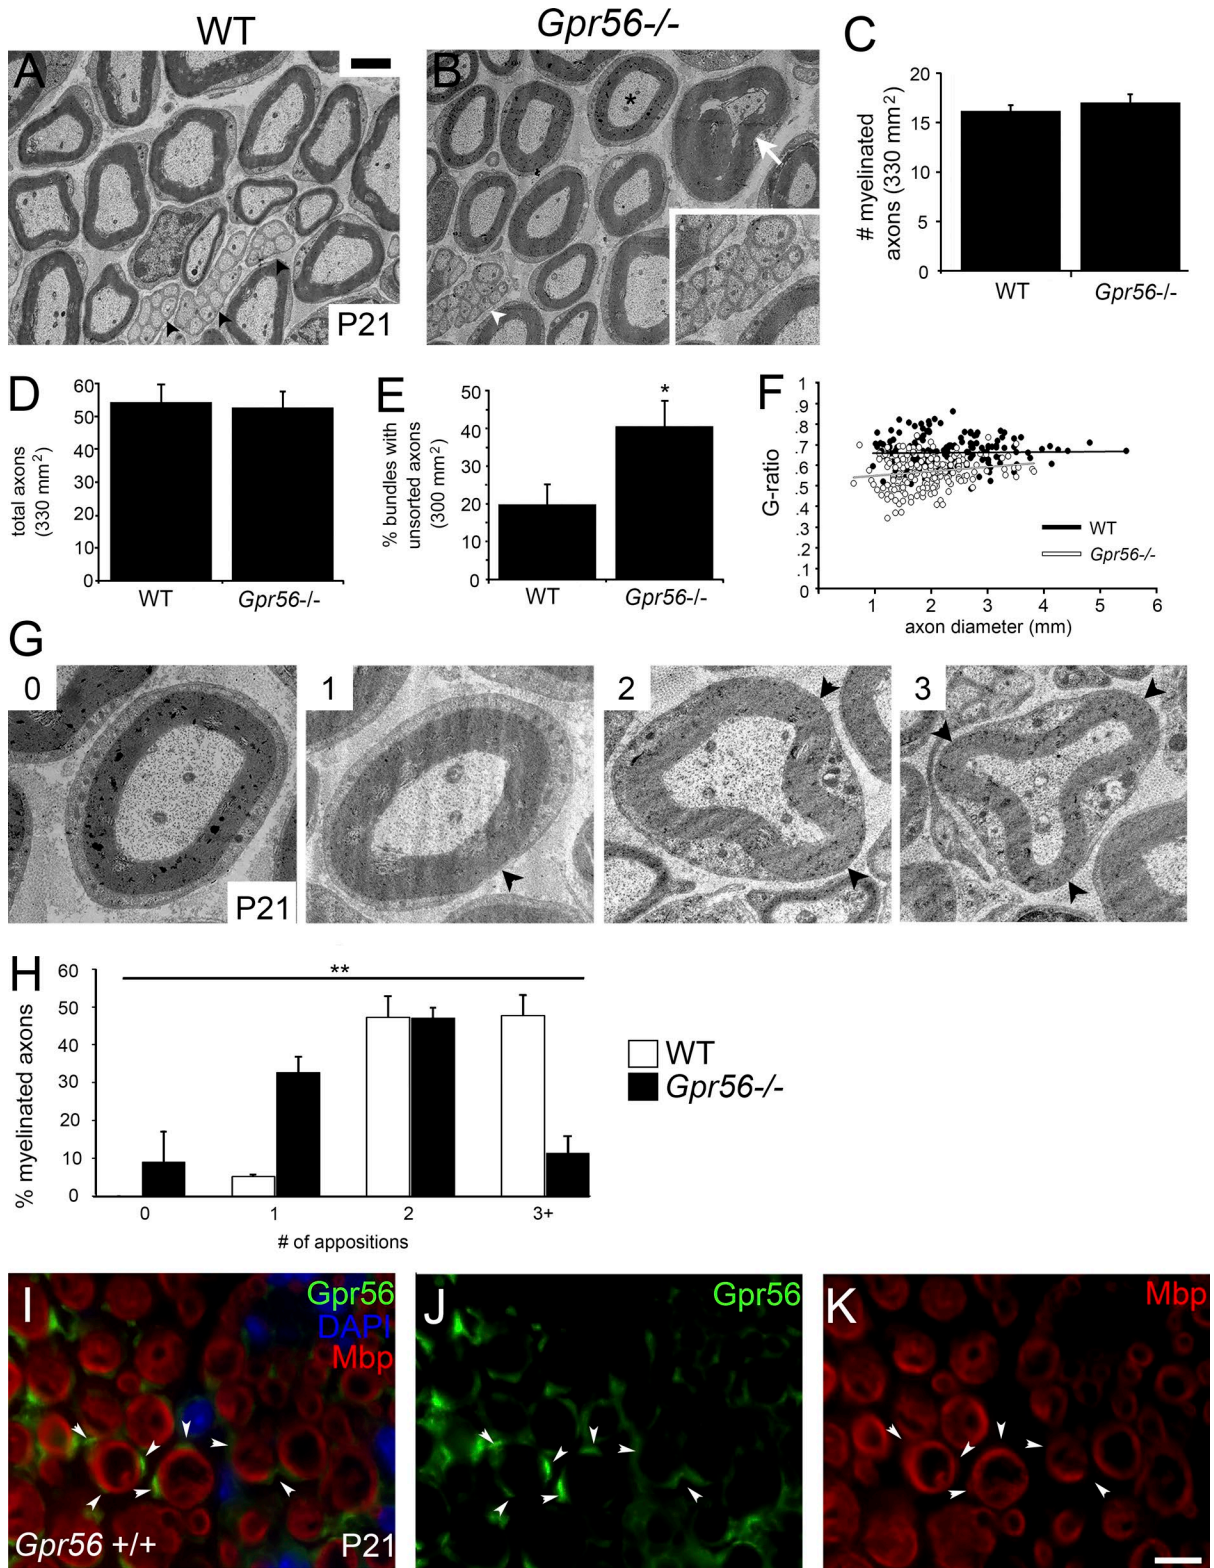 WT
Gpr56-/-
A
P21
B
*
C
# myelinated
axons (330 mm²)
20
15
10
5
0
WT
Gpr56-/-
D
total axons
(330 mm²)
60
50
40
30
20
10
0
WT
Gpr56-/-
E
% bundles with
unsorted axons
(300 mm²)
50
40
30
20
10
0
*
WT
Gpr56-/-
F
G-ratio
1
.9
.8
.7
.6
.5
.4
.3
.2
.1
0
1 2 3 4 5 6
axon diameter (mm)
WT
Gpr56-/-
G
0
P21
1
2
3
H
% myelinated axons
60
50
40
30
20
10
0
**
0 1 2 3+
# of appositions
WT
Gpr56-/-
I
Gpr56
DAPI
Mbp
Gpr56 +/+
P21
J
Gpr56
K
Mbp